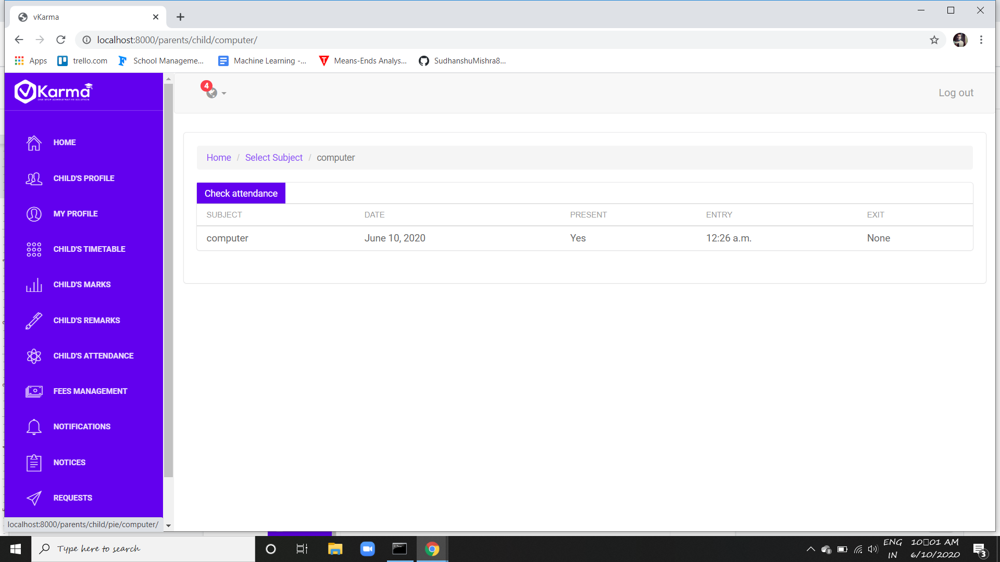 vKarma
localhost:8000/parents/child/computer/
Apps
trello.com
School Manageme...
Machine Learning -...
Means-Ends Analys...
SudhanshuMishra8...
Karma
ONE STOP ADMINISTRATIVE SOLUTION
4
Log out
HOME
CHILD'S PROFILE
MY PROFILE
CHILD'S TIMETABLE
CHILD'S MARKS
CHILD'S REMARKS
CHILD'S ATTENDANCE
FEES MANAGEMENT
NOTIFICATIONS
NOTICES
REQUESTS
Home / Select Subject / computer
Check attendance
SUBJECT DATE PRESENT ENTRY EXIT
computer June 10, 2020 Yes 12:26 a.m. None
localhost:8000/parents/child/pie/computer/
Type here to search
ENG
IN
10□01 AM
6/10/2020
3